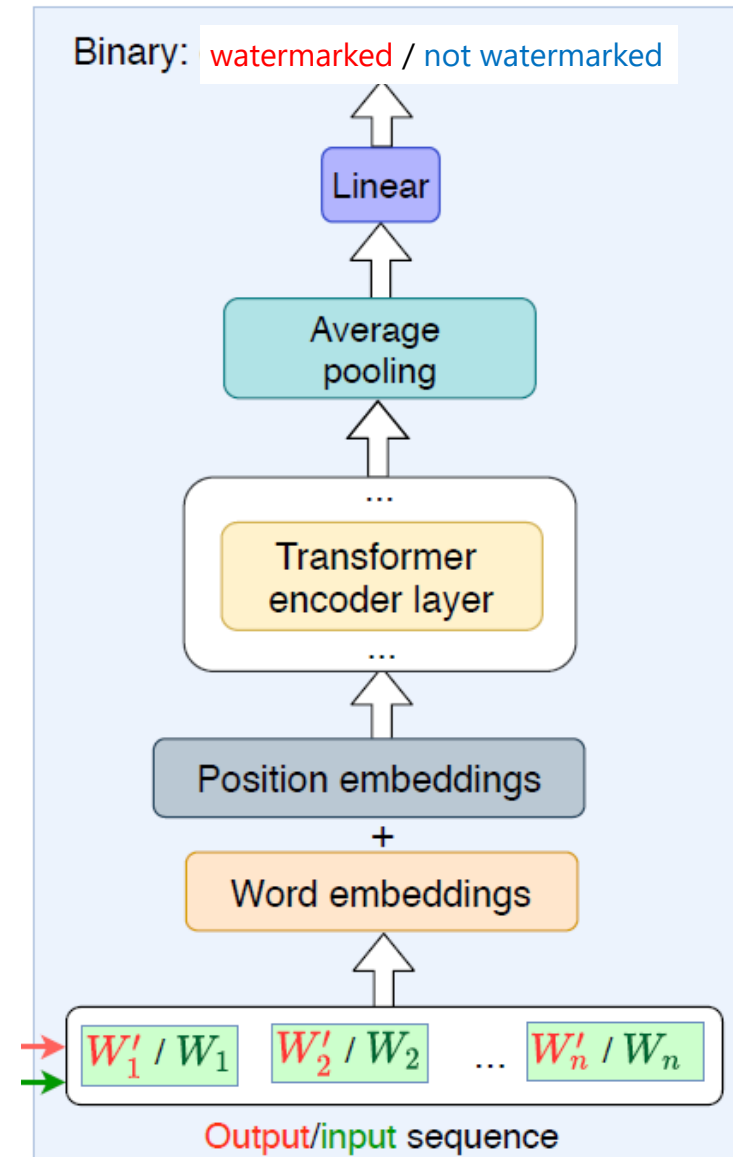 Binary: watermarked / not watermarked
Linear
Average
pooling
...
Transformer
encoder layer
...
Position embeddings
+
Word embeddings
W′₁ / W₁ W′₂ / W₂ ... W′ₙ / Wₙ
Output/input sequence